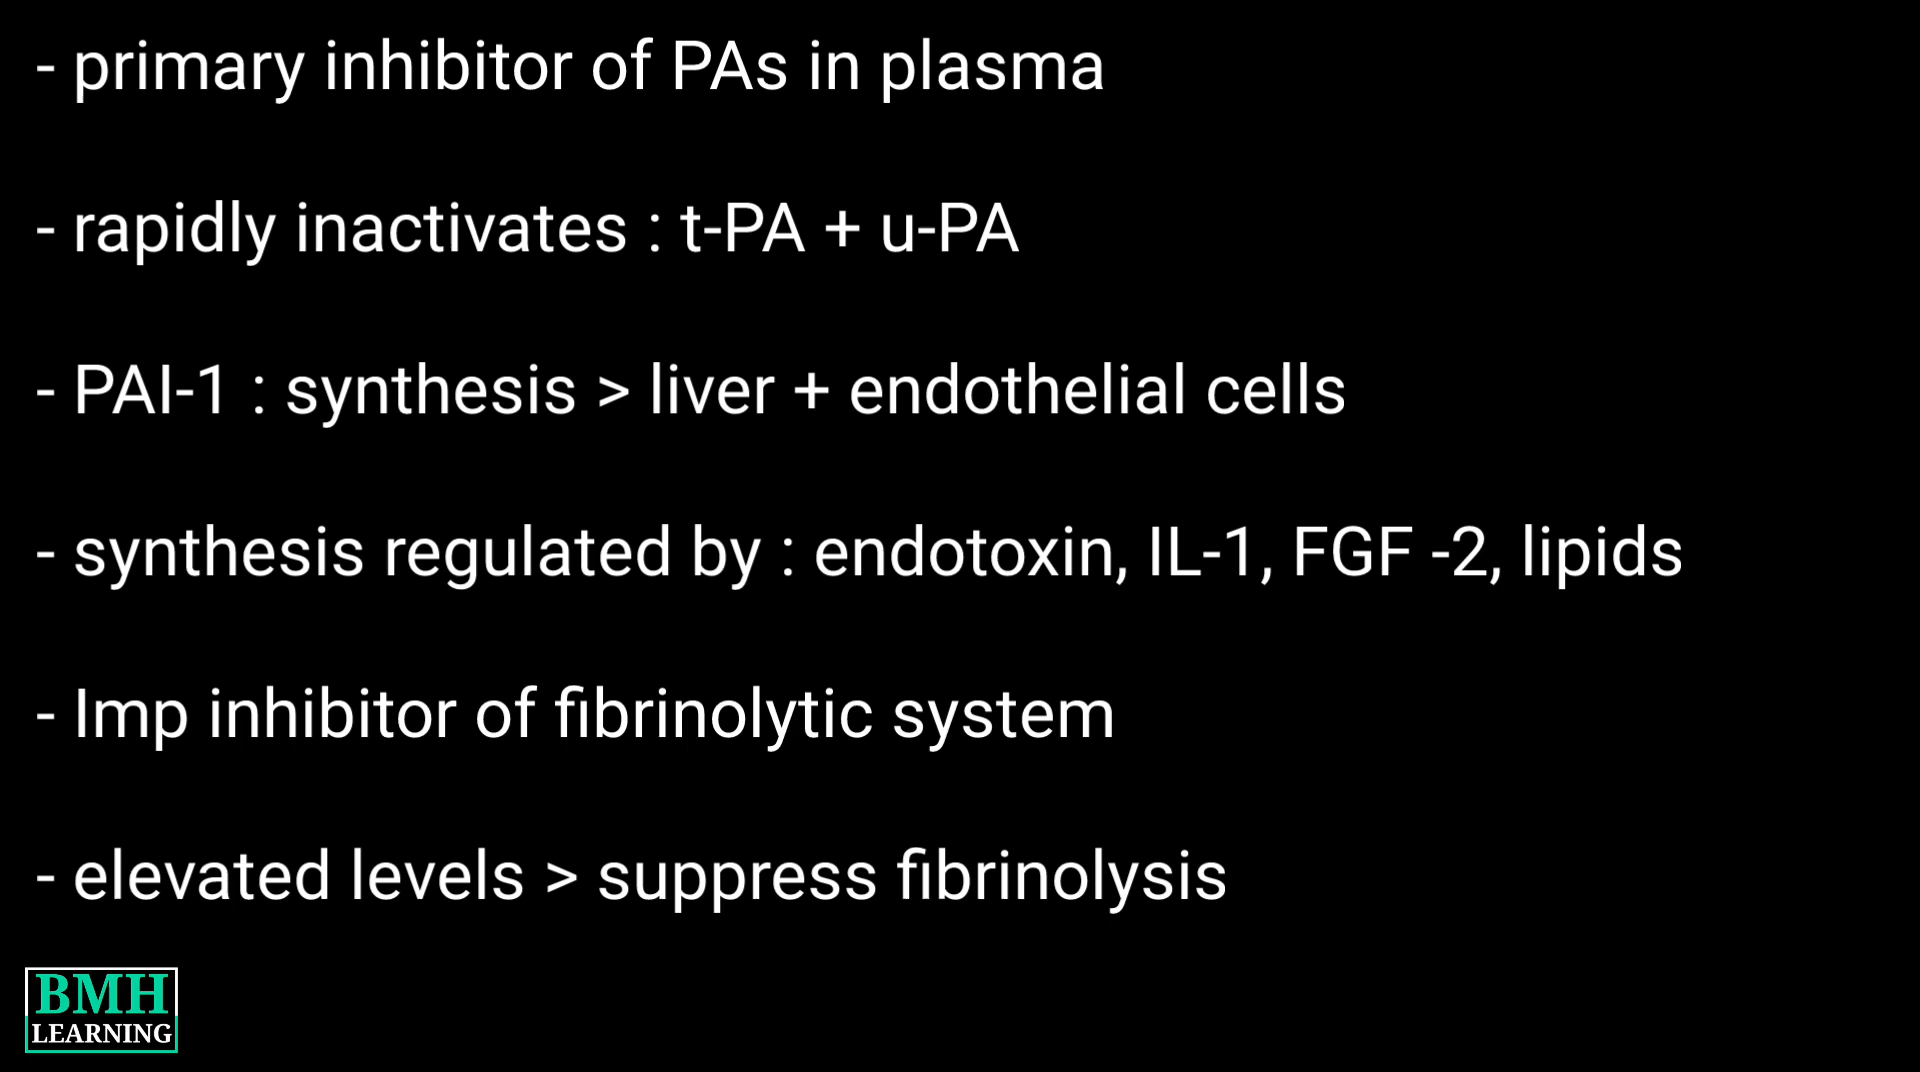 - primary inhibitor of PAs in plasma
- rapidly inactivates : t-PA + u-PA
- PAI-1 : synthesis > liver + endothelial cells
- synthesis regulated by : endotoxin, IL-1, FGF -2, lipids
- Imp inhibitor of fibrinolytic system
- elevated levels > suppress fibrinolysis
BMH
LEARNING